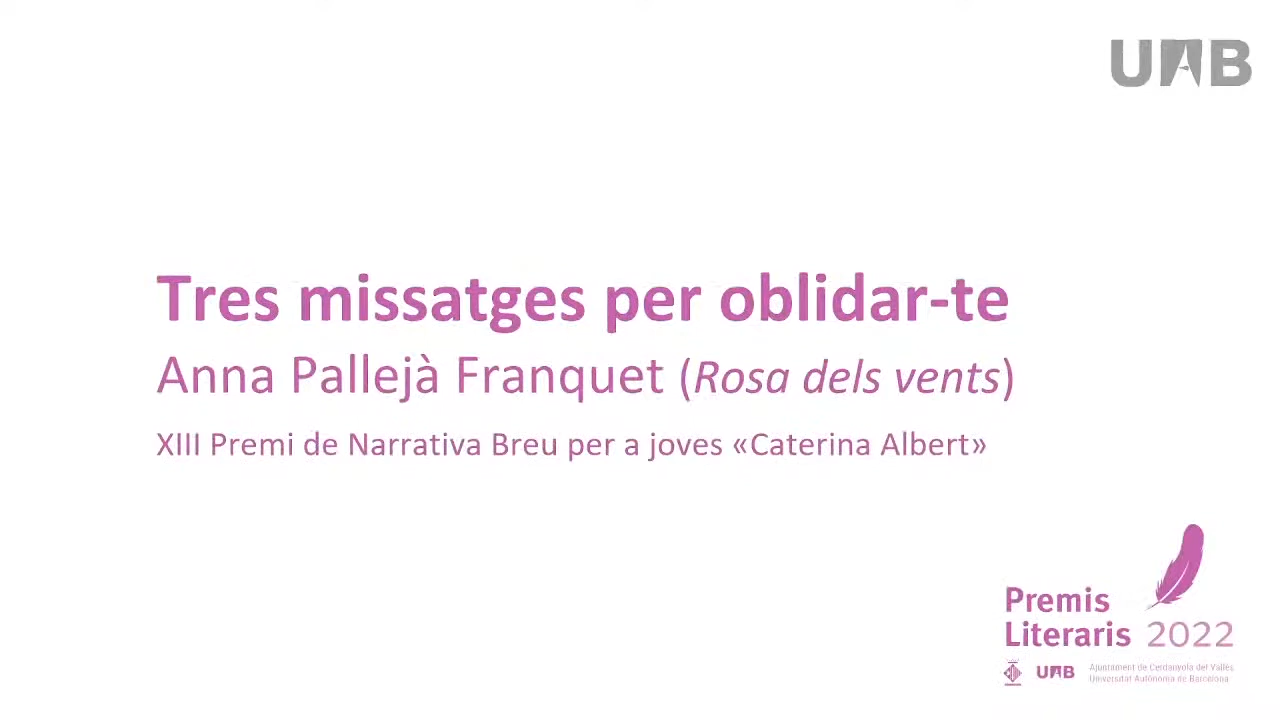 UAB
Tres missatges per oblidar-te
Anna Pallejà Franquet (Rosa dels vents)
XIII Premi de Narrativa Breu per a joves «Caterina Albert»
Premis
Literaris 2022
UAB
Ajuntament de Cerdanyola del Vallès
Universitat Autònoma de Barcelona